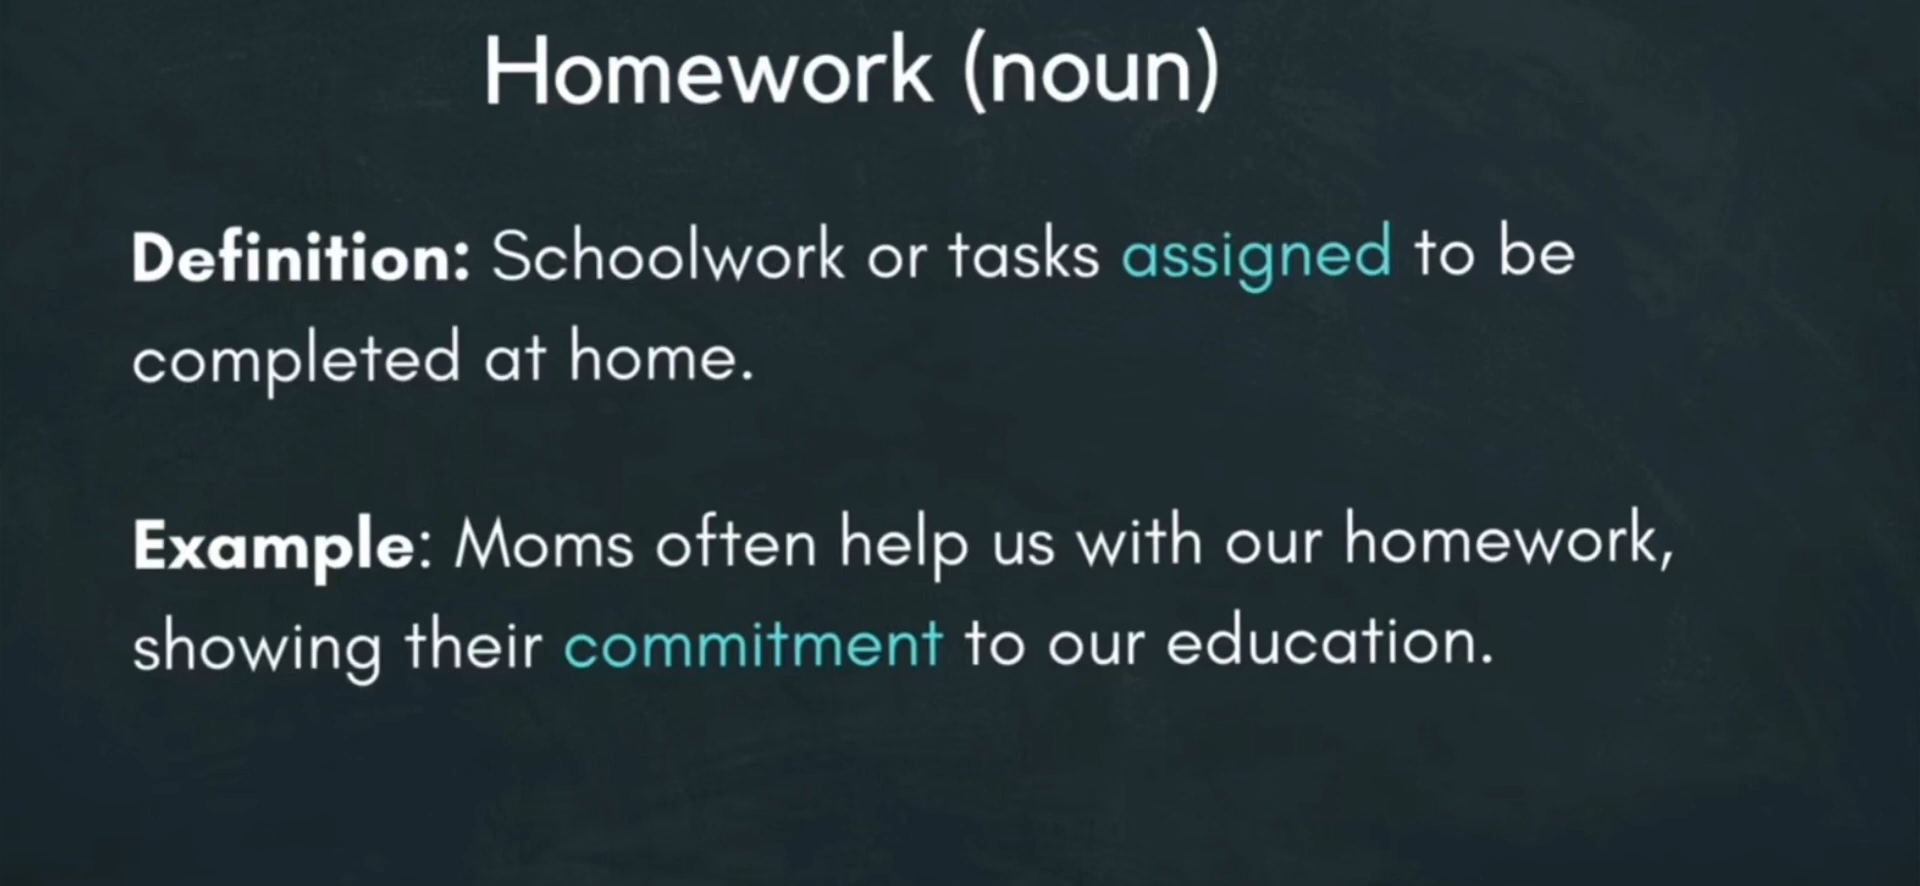 Homework (noun)
Definition: Schoolwork or tasks assigned to be
completed at home.
Example: Moms often help us with our homework,
showing their commitment to our education.